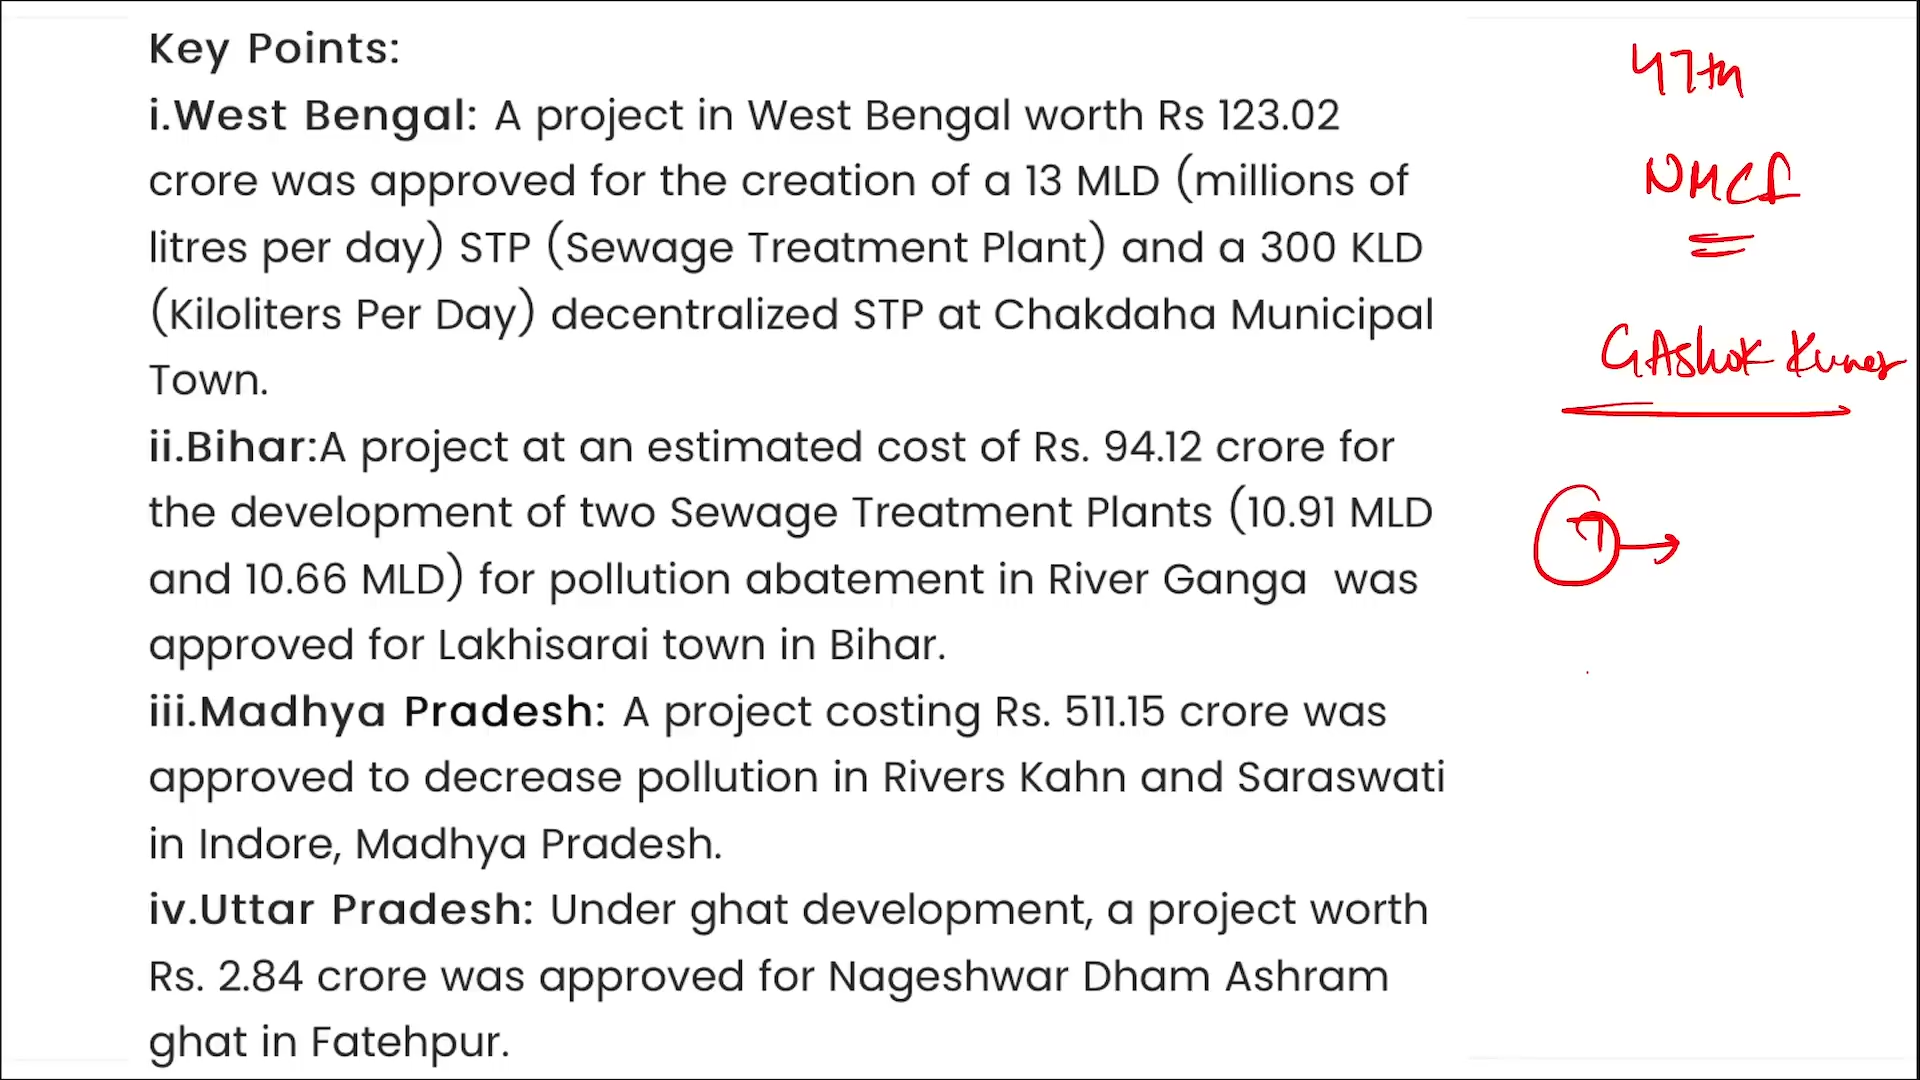 Key Points:
i.West Bengal: A project in West Bengal worth Rs 123.02
crore was approved for the creation of a 13 MLD (millions of
litres per day) STP (Sewage Treatment Plant) and a 300 KLD
(Kiloliters Per Day) decentralized STP at Chakdaha Municipal
Town.
ii.Bihar:A project at an estimated cost of Rs. 94.12 crore for
the development of two Sewage Treatment Plants (10.91 MLD
and 10.66 MLD) for pollution abatement in River Ganga was
approved for Lakhisarai town in Bihar.
iii.Madhya Pradesh: A project costing Rs. 511.15 crore was
approved to decrease pollution in Rivers Kahn and Saraswati
in Indore, Madhya Pradesh.
iv.Uttar Pradesh: Under ghat development, a project worth
Rs. 2.84 crore was approved for Nageshwar Dham Ashram
ghat in Fatehpur.
47th
NMCG
G Ashok Kumar